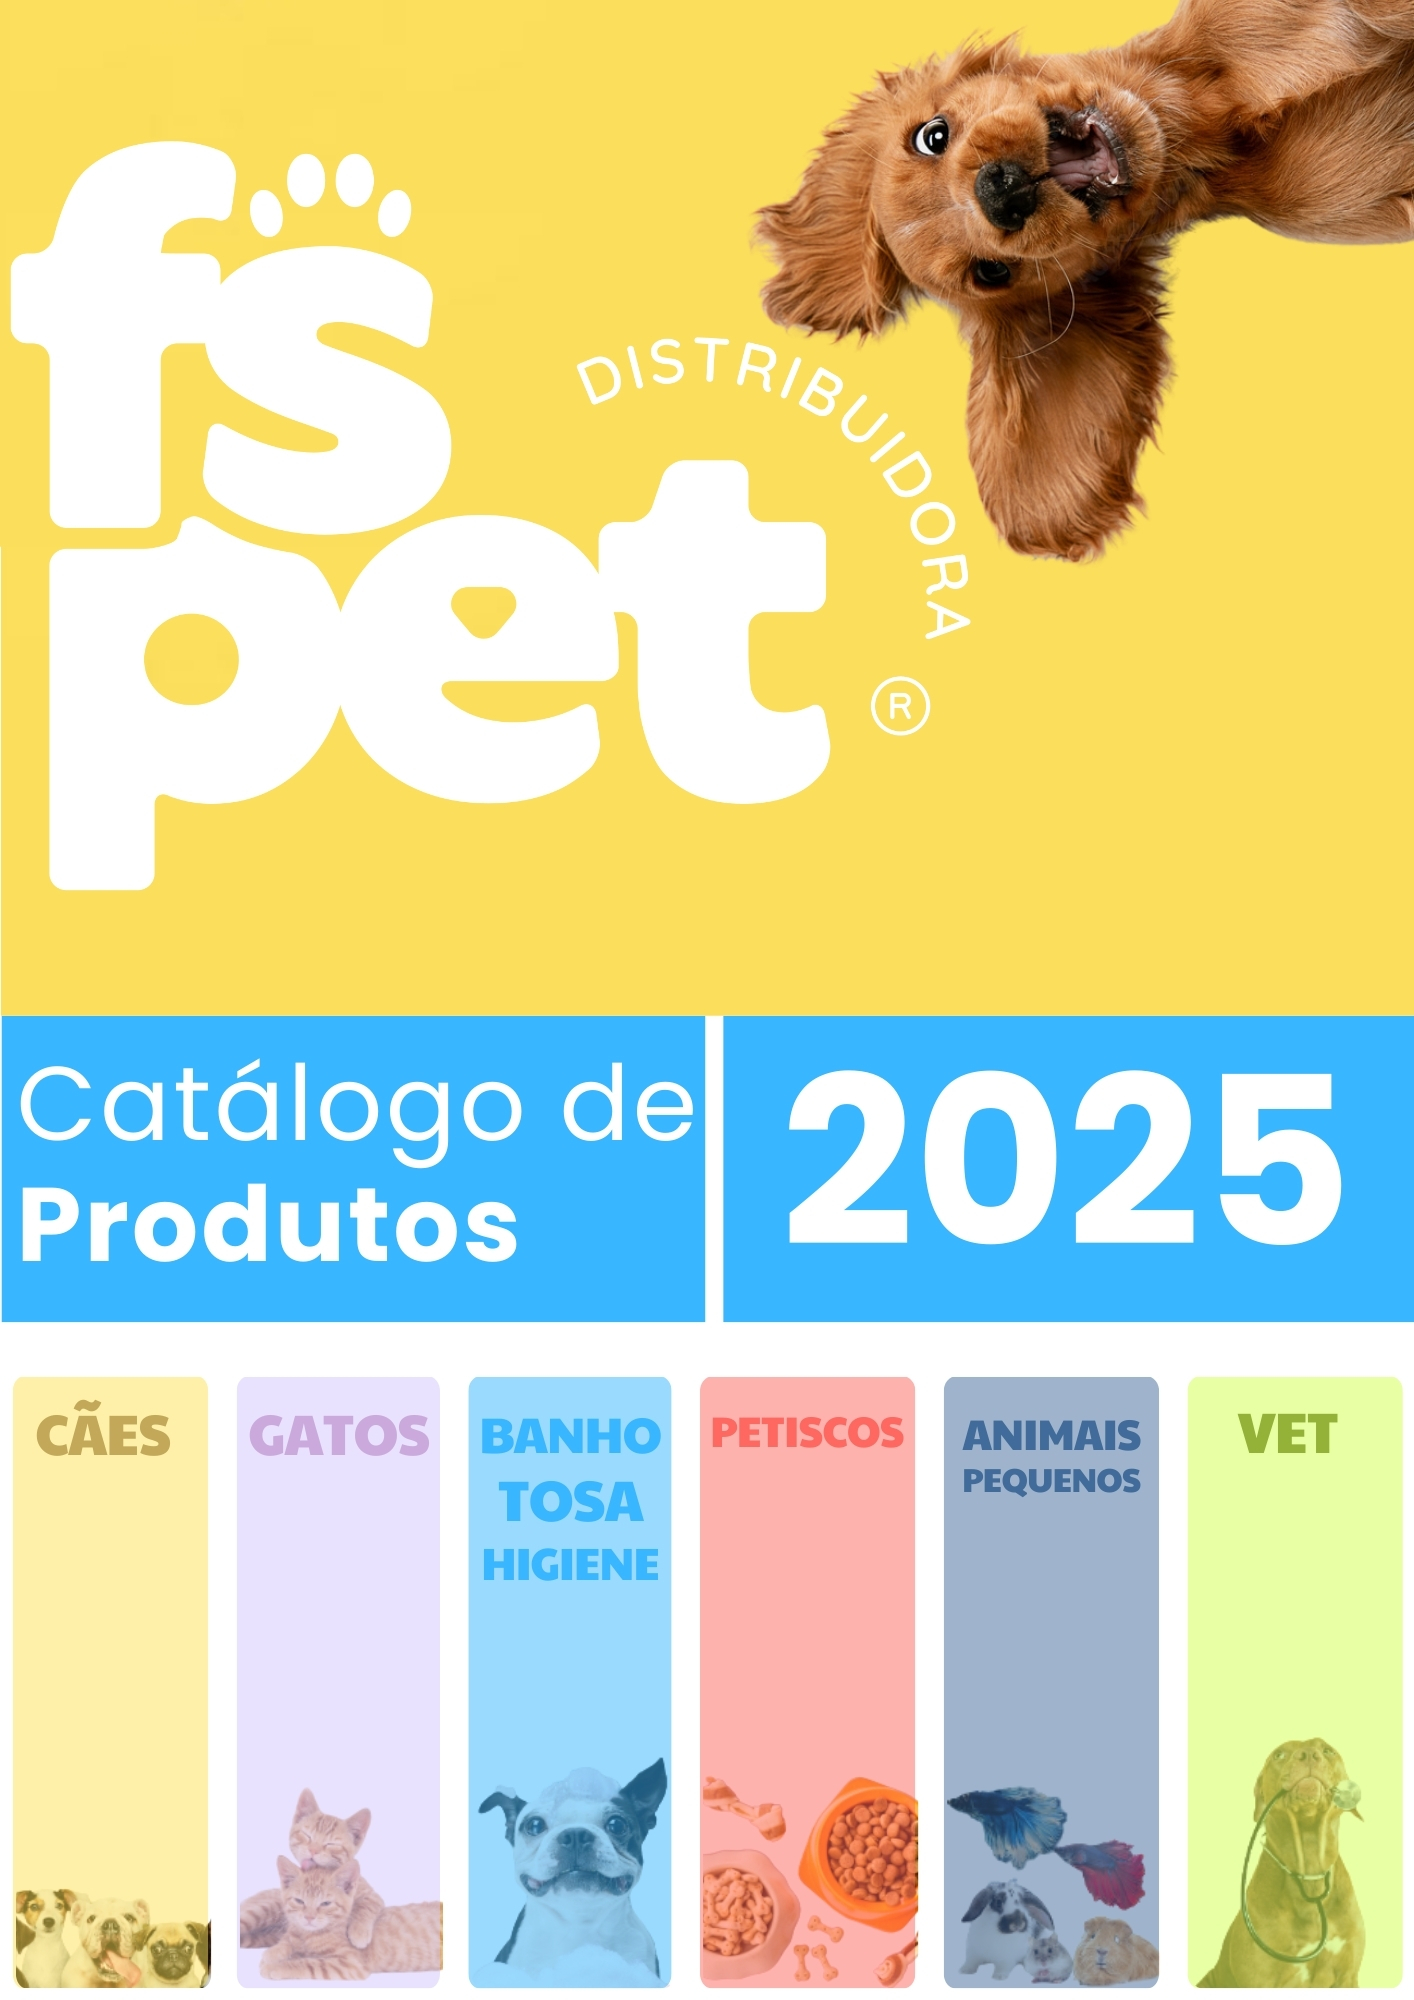 fs
pet
DISTRIBUIDORA
®
Catálogo de
Produtos
2025
CÃES
GATOS
BANHO
TOSA
HIGIENE
PETISCOS
ANIMAIS
PEQUENOS
VET